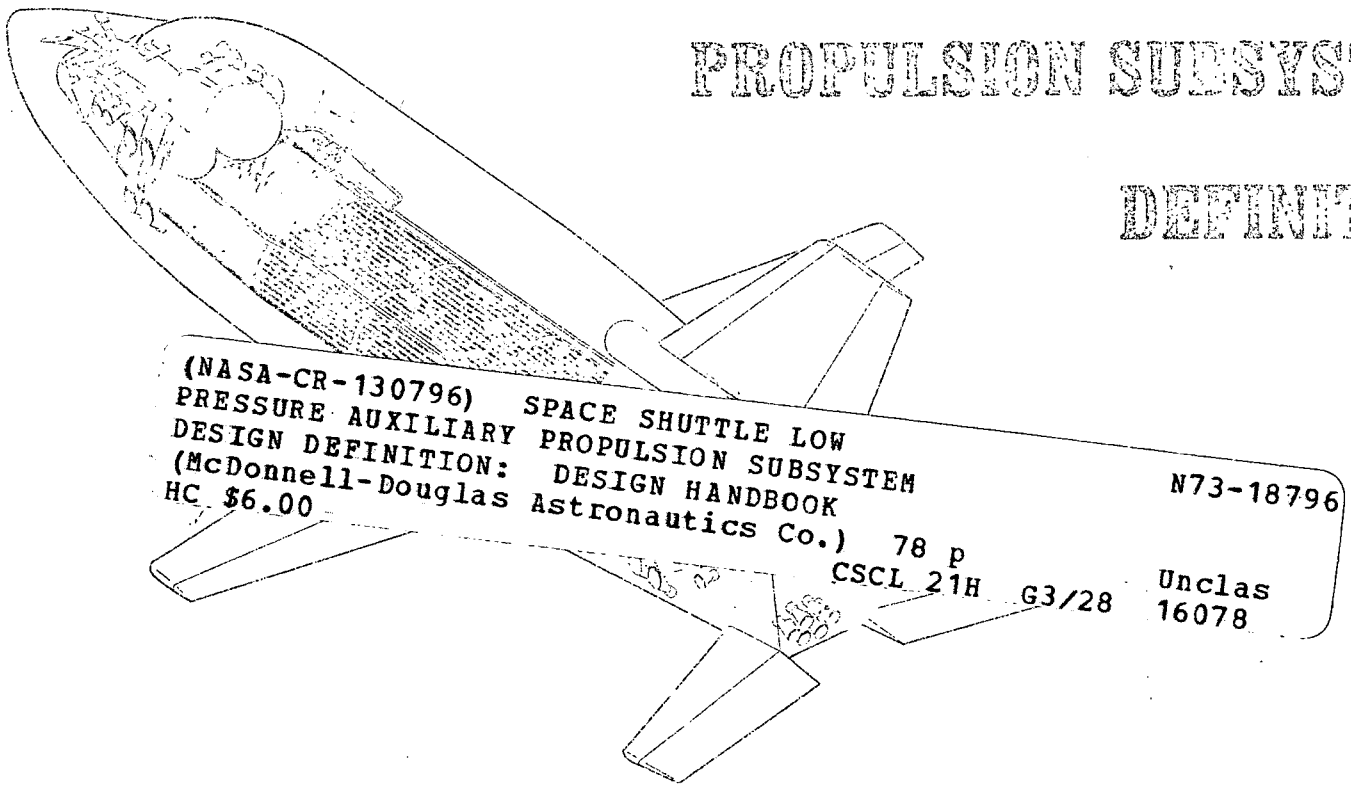 PROPULSION SUBSYS
DEFINIT
(NASA-CR-130796) SPACE SHUTTLE LOW
PRESSURE AUXILIARY PROPULSION SUBSYSTEM
DESIGN DEFINITION: DESIGN HANDBOOK
(McDonnell-Douglas Astronautics Co.) 78 p
HC $6.00
CSCL 21H
N73-18796
Unclas
G3/28 16078